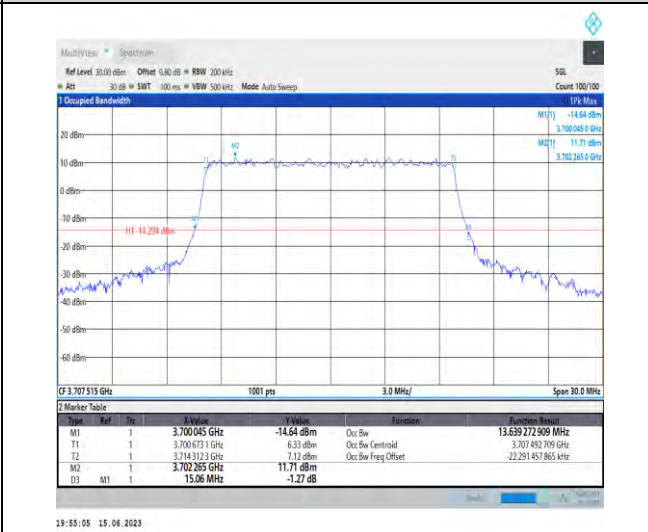 MultiView Spectrum
Ref Level 30.00 dBm Offset 9.80 dB RBW 200 kHz SGL
Att 30 dB SWT 100 ms VBW 500 kHz Mode Auto Sweep Count 100/100
1 Occupied Bandwidth 1Pk Max
M1[1] -14.64 dBm
3.700 045 0 GHz
M2[1] 11.71 dBm
3.702 265 0 GHz
20 dBm
10 dBm
0 dBm
-10 dBm
-20 dBm
-30 dBm
-40 dBm
-50 dBm
-60 dBm
M2
T1
T2
M1
D3
H1 -14.294 dBm
CF 3.707 515 GHz 1001 pts 3.0 MHz/ Span 30.0 MHz
2 Marker Table
Type Ref Trc X-Value Y-Value Function Function Result
M1 1 3.700 045 GHz -14.64 dBm Occ Bw 13.639 272 909 MHz
T1 1 3.700 673 1 GHz 6.33 dBm Occ Bw Centroid 3.707 492 709 GHz
T2 1 3.714 312 3 GHz 7.12 dBm Occ Bw Freq Offset -22.291 457 865 kHz
M2 1 3.702 265 GHz 11.71 dBm
D3 M1 1 15.06 MHz -1.27 dB
19:55:05 15.06.2023